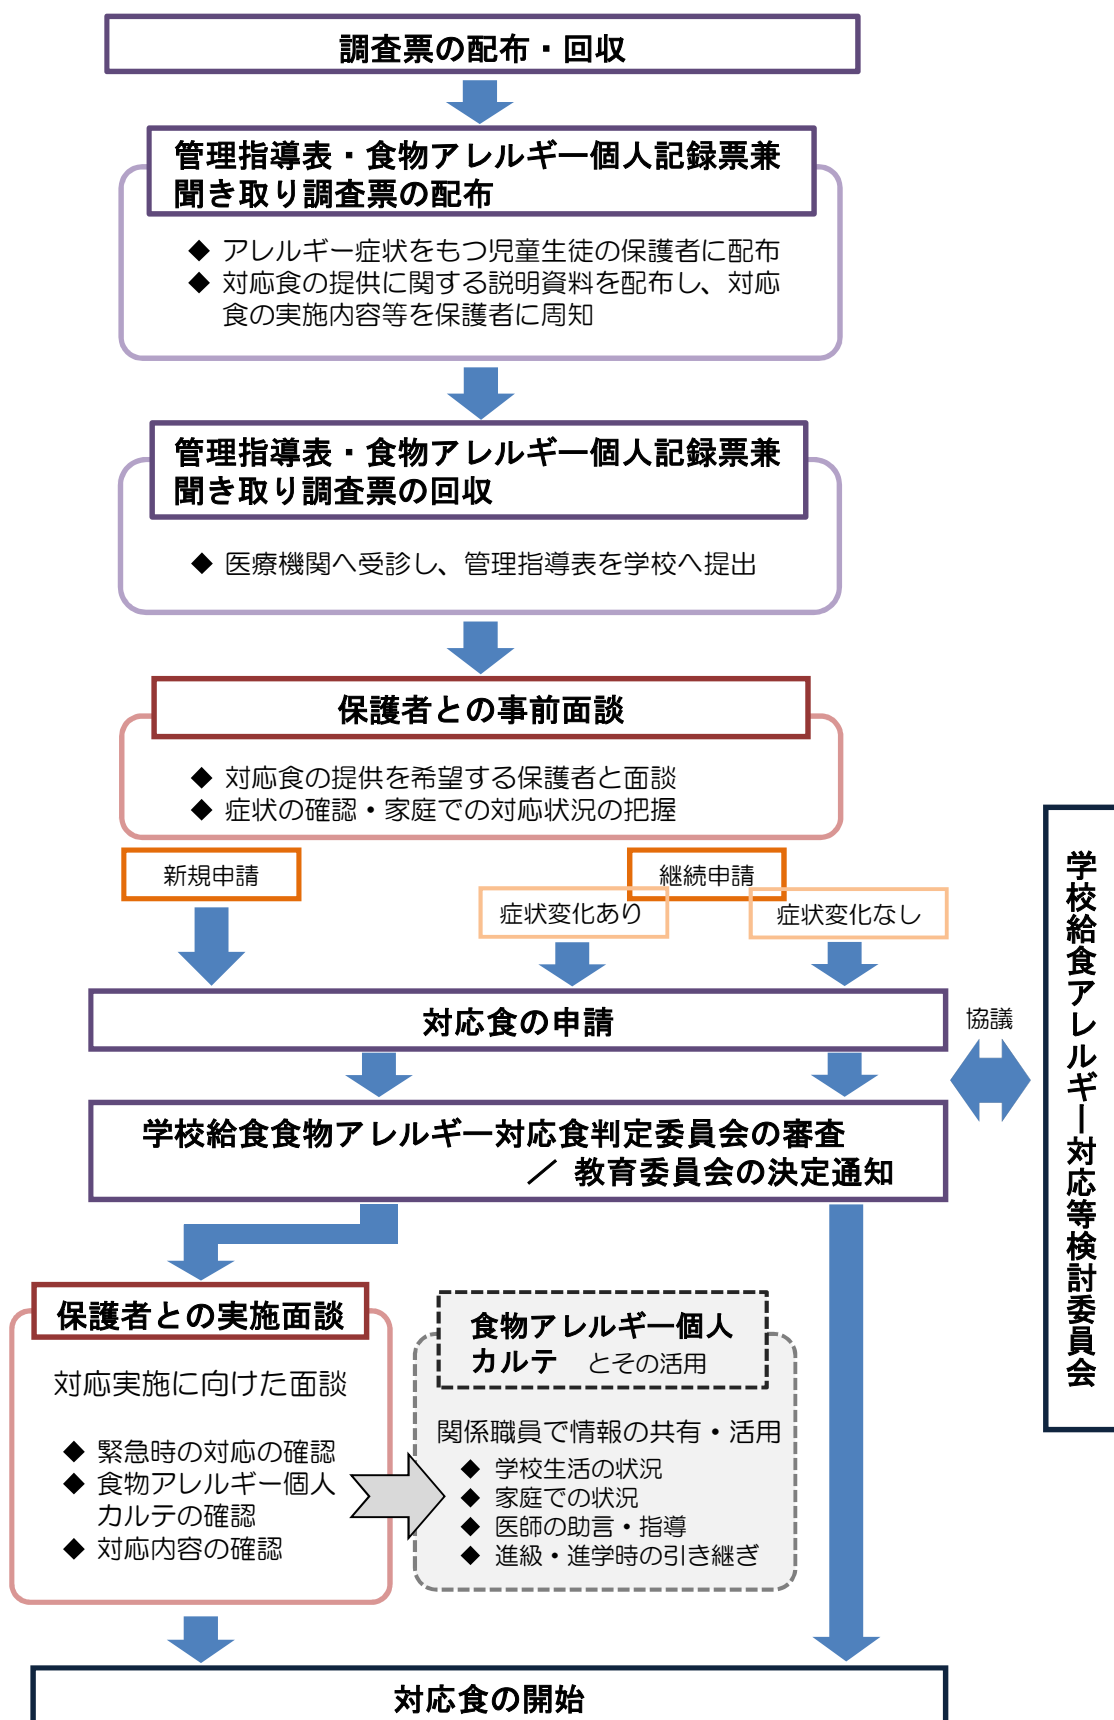 調査票の配布・回収
管理指導表・食物アレルギー個人記録票兼
聞き取り調査票の配布
◆ アレルギー症状をもつ児童生徒の保護者に配布
◆ 対応食の提供に関する説明資料を配布し、対応
食の実施内容等を保護者に周知
管理指導表・食物アレルギー個人記録票兼
聞き取り調査票の回収
◆ 医療機関へ受診し、管理指導表を学校へ提出
保護者との事前面談
◆ 対応食の提供を希望する保護者と面談
◆ 症状の確認・家庭での対応状況の把握
新規申請
継続申請
症状変化あり
症状変化なし
対応食の申請
協議
学校給食アレルギー対応等検討委員会
学校給食食物アレルギー対応食判定委員会の審査
／ 教育委員会の決定通知
保護者との実施面談
対応実施に向けた面談
◆ 緊急時の対応の確認
◆ 食物アレルギー個人
カルテの確認
◆ 対応内容の確認
食物アレルギー個人
カルテ とその活用
関係職員で情報の共有・活用
◆ 学校生活の状況
◆ 家庭での状況
◆ 医師の助言・指導
◆ 進級・進学時の引き継ぎ
対応食の開始